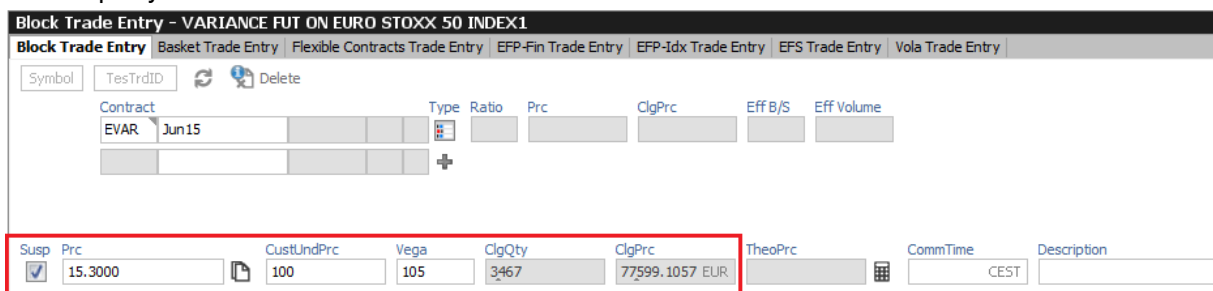 Block Trade Entry - VARIANCE FUT ON EURO STOXX 50 INDEX1
Block Trade Entry Basket Trade Entry Flexible Contracts Trade Entry EFP-Fin Trade Entry EFP-Idx Trade Entry EFS Trade Entry Vola Trade Entry
Symbol TesTrdID Delete
Contract Type Ratio Prc ClgPrc Eff B/S Eff Volume
EVAR Jun15
Susp Prc CustUndPrc Vega ClgQty ClgPrc TheoPrc CommTime Description
15.3000 100 105 3467 77599.1057 EUR CEST